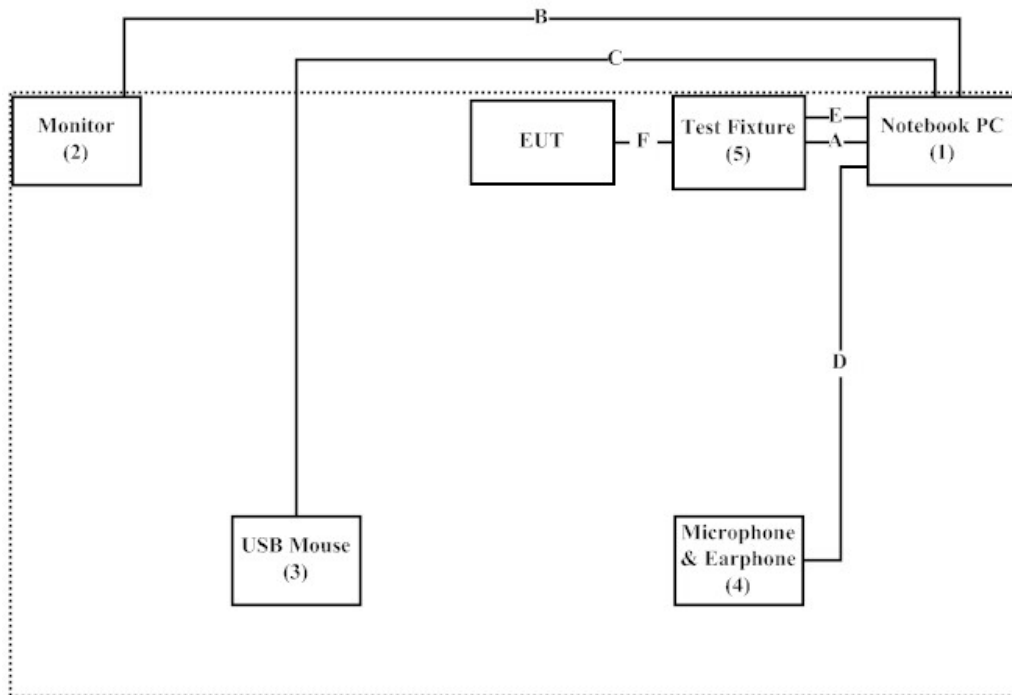 B
C
Monitor
(2)
EUT
F
Test Fixture
(5)
E
A
Notebook PC
(1)
D
USB Mouse
(3)
Microphone
& Earphone
(4)